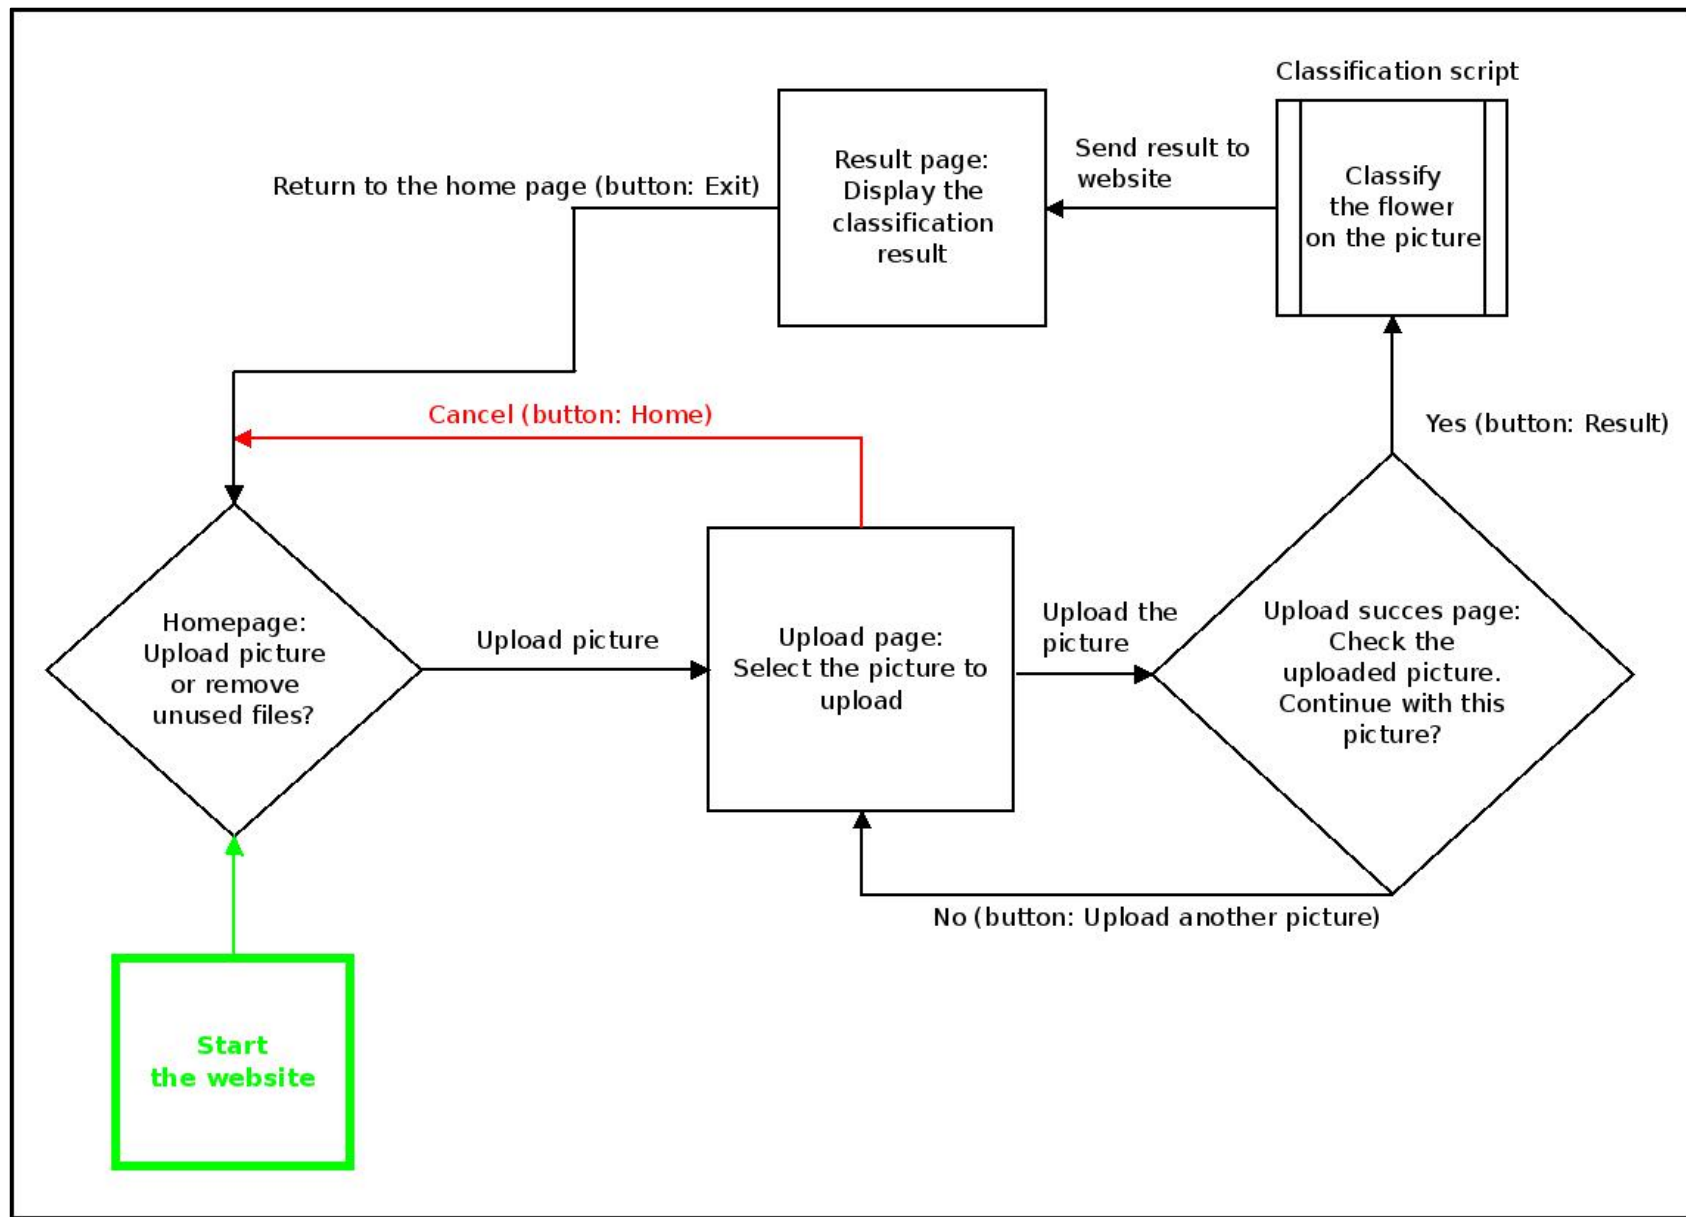 Classification script
Result page:
Display the
classification
result
Send result to
website
Classify
the flower
on the picture
Return to the home page (button: Exit)
Cancel (button: Home)
Yes (button: Result)
Homepage:
Upload picture
or remove
unused files?
Upload picture
Upload page:
Select the picture to
upload
Upload the
picture
Upload succes page:
Check the
uploaded picture.
Continue with this
picture?
No (button: Upload another picture)
Start
the website